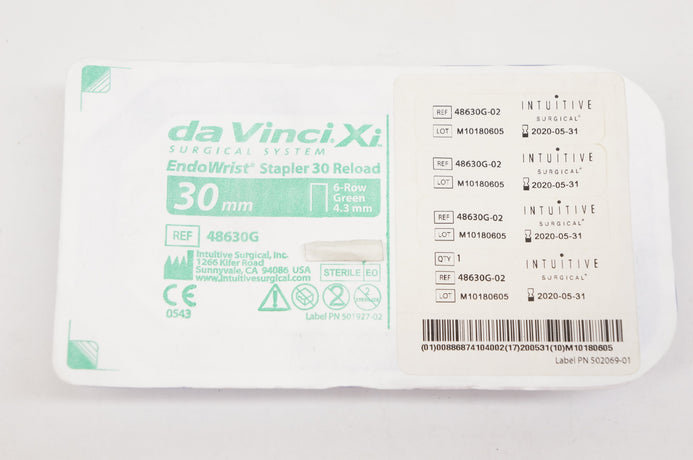 da Vinci Xi
SURGICAL SYSTEM
EndoWrist® Stapler 30 Reload
30 mm
6-Row
Green
4.3 mm
REF 48630G
Intuitive Surgical, Inc.
1266 Kifer Road
Sunnyvale, CA 94086 USA
www.intuitivesurgical.com
STERILE EO
CE
0543
2
STERILIZE
Label PN 501927-02
REF 48630G-02
LOT M10180605
INTUITIVE
SURGICAL®
2020-05-31
REF 48630G-02
LOT M10180605
INTUITIVE
SURGICAL®
2020-05-31
REF 48630G-02
LOT M10180605
INTUITIVE
SURGICAL®
2020-05-31
QTY 1
REF 48630G-02
LOT M10180605
INTUITIVE
SURGICAL®
2020-05-31
(01)00886874104002(17)200531(10)M10180605
Label PN 502069-01